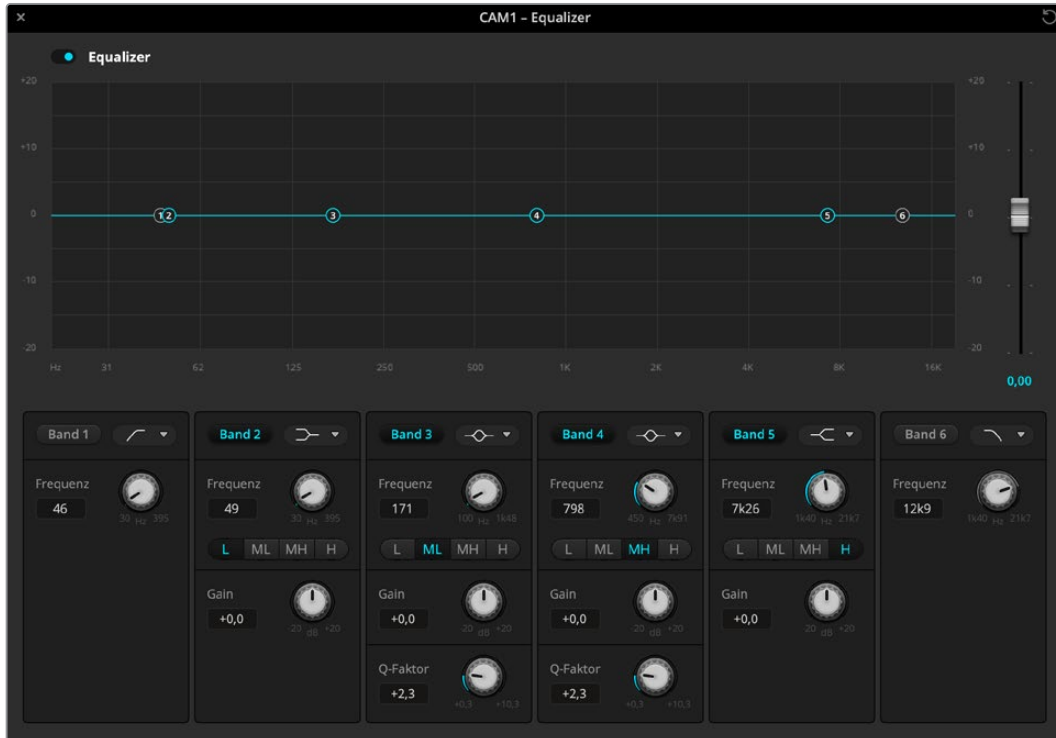 CAM1 – Equalizer
Equalizer
+20 +20
+10 +10
1 2 3 4 5 6
0 0
-10 -10
-20 -20
Hz 31 62 125 250 500 1K 2K 4K 8K 16K
0,00
Band 1 Band 2 Band 3 Band 4 Band 5 Band 6
Frequenz Frequenz Frequenz Frequenz Frequenz Frequenz
46 49 171 798 7k26 12k9
30 Hz 395 30 Hz 395 100 Hz 1k48 450 Hz 7k91 1k40 Hz 21k7 1k40 Hz 21k7
L ML MH H L ML MH H L ML MH H L ML MH H
Gain Gain Gain Gain
+0,0 +0,0 +0,0 +0,0
-20 dB +20 -20 dB +20 -20 dB +20 -20 dB +20
Q-Faktor Q-Faktor
+2,3 +2,3
+0,3 +10,3 +0,3 +10,3